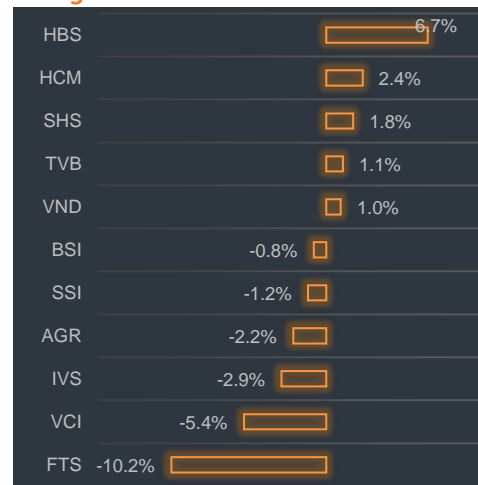 HBS 6.7%
HCM 2.4%
SHS 1.8%
TVB 1.1%
VND 1.0%
BSI -0.8%
SSI -1.2%
AGR -2.2%
IVS -2.9%
VCI -5.4%
FTS -10.2%